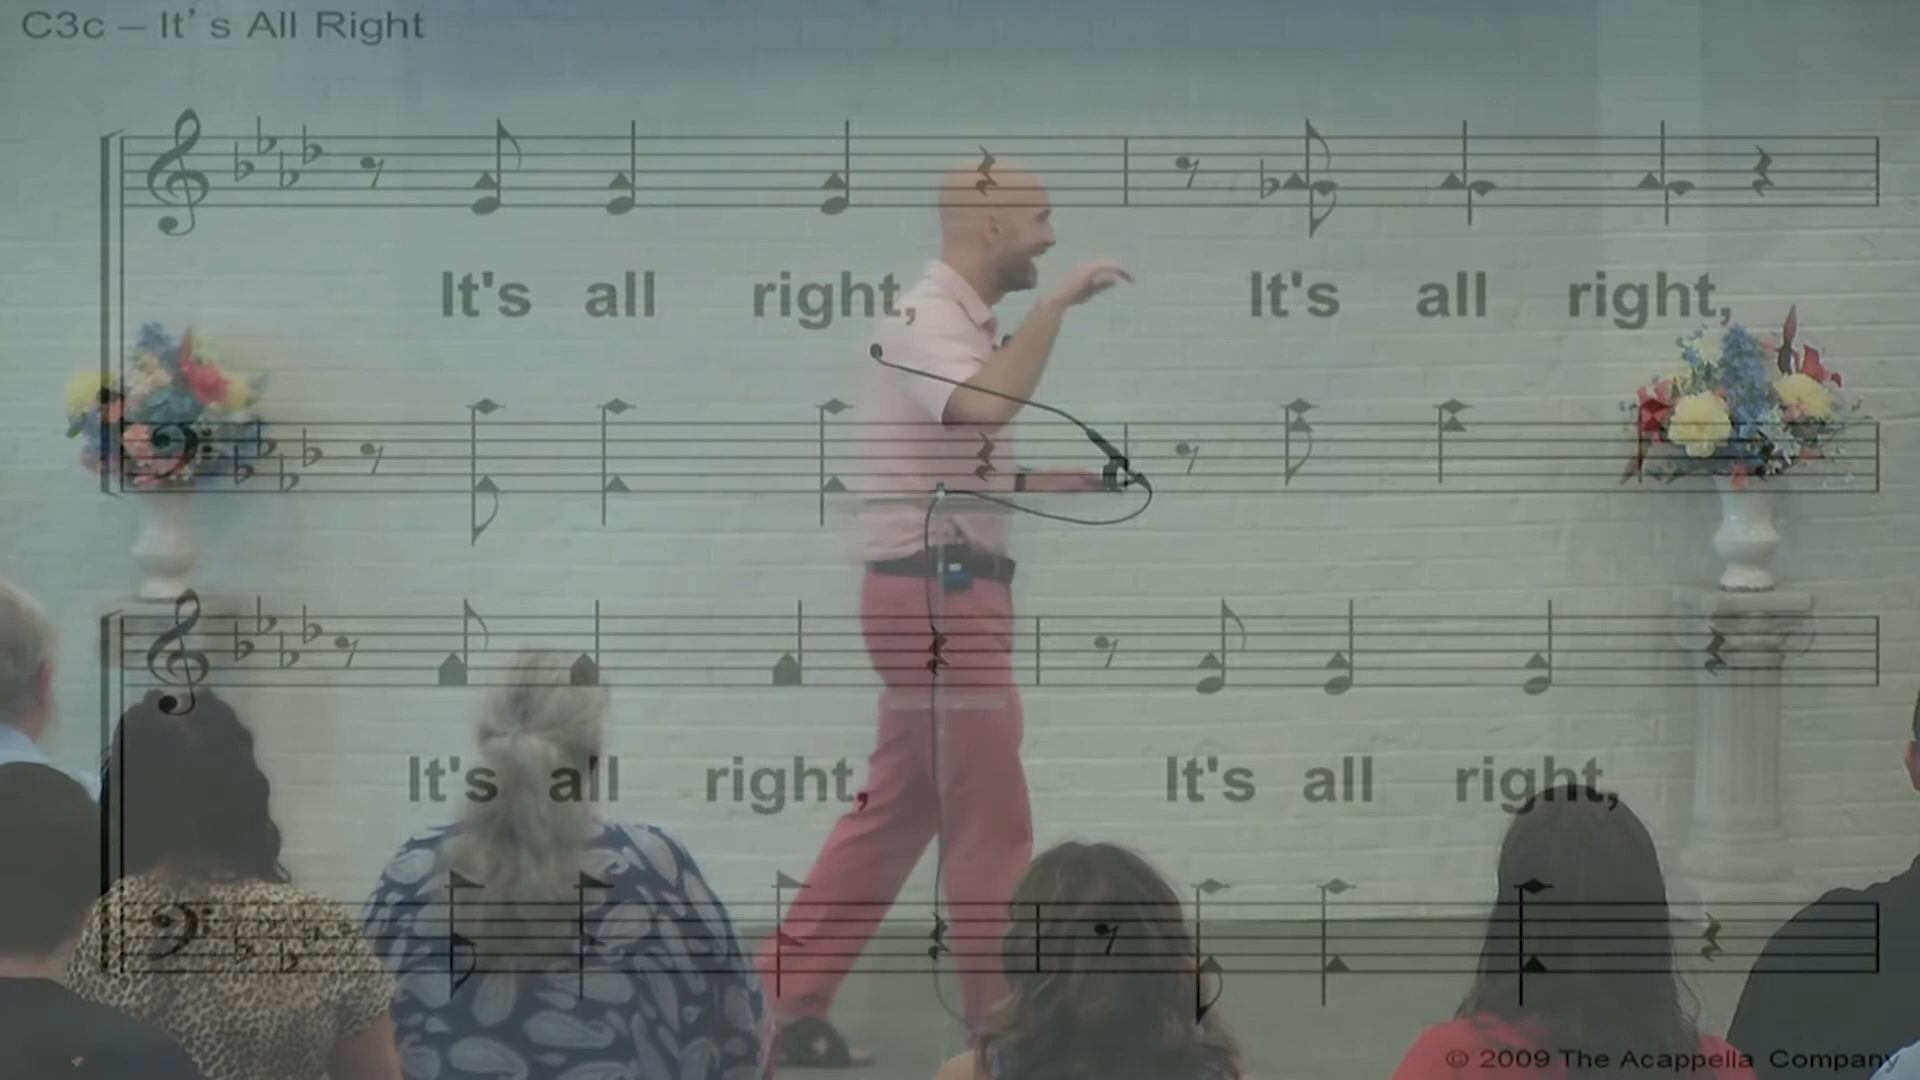 C3c – It's All Right
It's all right, It's all right,
It's all right, It's all right,
© 2009 The Acappella Company